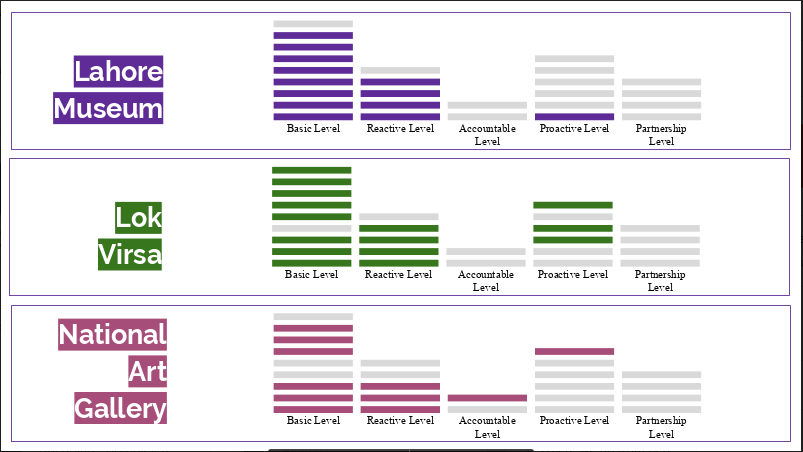 Lahore
Museum
Basic Level
Reactive Level
Accountable
Level
Proactive Level
Partnership
Level
Lok
Virsa
Basic Level
Reactive Level
Accountable
Level
Proactive Level
Partnership
Level
National
Art
Gallery
Basic Level
Reactive Level
Accountable
Level
Proactive Level
Partnership
Level